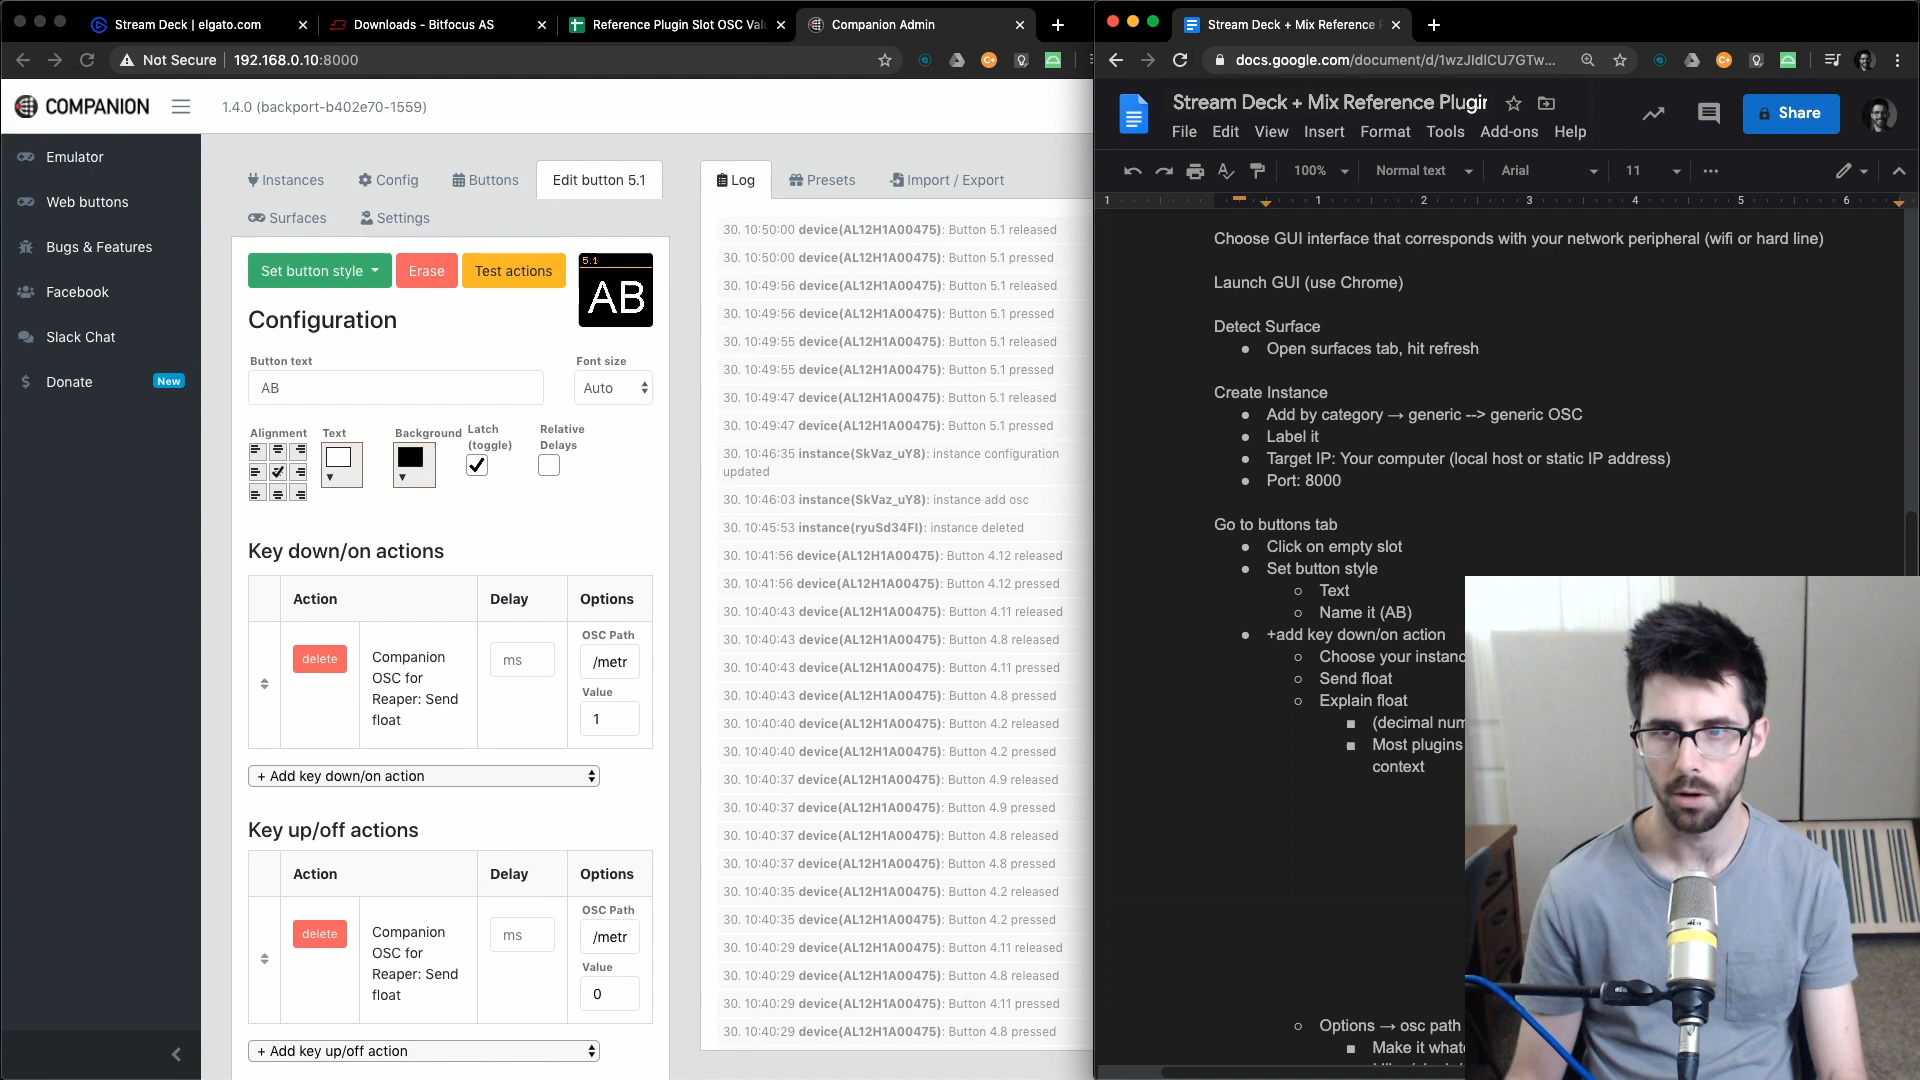 Stream Deck | elgato.com
Downloads - Bitfocus AS
Reference Plugin Slot OSC Val
Companion Admin
Not Secure
192.168.0.10:8000
COMPANION
1.4.0 (backport-b402e70-1559)
Emulator
Web buttons
Bugs & Features
Facebook
Slack Chat
Donate
New
Instances
Config
Buttons
Edit button 5.1
Surfaces
Settings
Set button style
Erase
Test actions
5.1
AB
Configuration
Button text
Font size
AB
Auto
Alignment
Text
Background
Latch
(toggle)
Relative
Delays
Key down/on actions
Action
Delay
Options
delete
Companion
OSC for
Reaper: Send
float
ms
OSC Path
/metr
Value
1
+ Add key down/on action
Key up/off actions
Action
Delay
Options
delete
Companion
OSC for
Reaper: Send
float
ms
OSC Path
/metr
Value
0
+ Add key up/off action
Log
Presets
Import / Export
30. 10:50:00 device(AL12H1A00475): Button 5.1 released
30. 10:50:00 device(AL12H1A00475): Button 5.1 pressed
30. 10:49:56 device(AL12H1A00475): Button 5.1 released
30. 10:49:56 device(AL12H1A00475): Button 5.1 pressed
30. 10:49:55 device(AL12H1A00475): Button 5.1 released
30. 10:49:55 device(AL12H1A00475): Button 5.1 pressed
30. 10:49:47 device(AL12H1A00475): Button 5.1 released
30. 10:49:47 device(AL12H1A00475): Button 5.1 pressed
30. 10:46:35 instance(SkVaz_uY8): instance configuration
updated
30. 10:46:03 instance(SkVaz_uY8): instance add osc
30. 10:45:53 instance(ryuSd34FI): instance deleted
30. 10:41:56 device(AL12H1A00475): Button 4.12 released
30. 10:41:56 device(AL12H1A00475): Button 4.12 pressed
30. 10:40:43 device(AL12H1A00475): Button 4.11 released
30. 10:40:43 device(AL12H1A00475): Button 4.8 released
30. 10:40:43 device(AL12H1A00475): Button 4.11 pressed
30. 10:40:43 device(AL12H1A00475): Button 4.8 pressed
30. 10:40:40 device(AL12H1A00475): Button 4.2 released
30. 10:40:40 device(AL12H1A00475): Button 4.2 pressed
30. 10:40:37 device(AL12H1A00475): Button 4.9 released
30. 10:40:37 device(AL12H1A00475): Button 4.9 pressed
30. 10:40:37 device(AL12H1A00475): Button 4.8 released
30. 10:40:37 device(AL12H1A00475): Button 4.8 pressed
30. 10:40:35 device(AL12H1A00475): Button 4.2 released
30. 10:40:35 device(AL12H1A00475): Button 4.2 pressed
30. 10:40:29 device(AL12H1A00475): Button 4.11 released
30. 10:40:29 device(AL12H1A00475): Button 4.8 released
30. 10:40:29 device(AL12H1A00475): Button 4.11 pressed
30. 10:40:29 device(AL12H1A00475): Button 4.8 pressed
Stream Deck + Mix Reference
docs.google.com/document/d/1wzJIdlCU7GTw...
Stream Deck + Mix Reference Plugin
File Edit View Insert Format Tools Add-ons Help
Share
100%
Normal text
Arial
11
1 1 2 3 4 5 6
Choose GUI interface that corresponds with your network peripheral (wifi or hard line)
Launch GUI (use Chrome)
Detect Surface
● Open surfaces tab, hit refresh
Create Instance
● Add by category → generic --> generic OSC
● Label it
● Target IP: Your computer (local host or static IP address)
● Port: 8000
Go to buttons tab
● Click on empty slot
● Set button style
○ Text
○ Name it (AB)
● +add key down/on action
○ Choose your instanc
○ Send float
○ Explain float
■ (decimal num
■ Most plugins
context
○ Options → osc path
■ Make it what